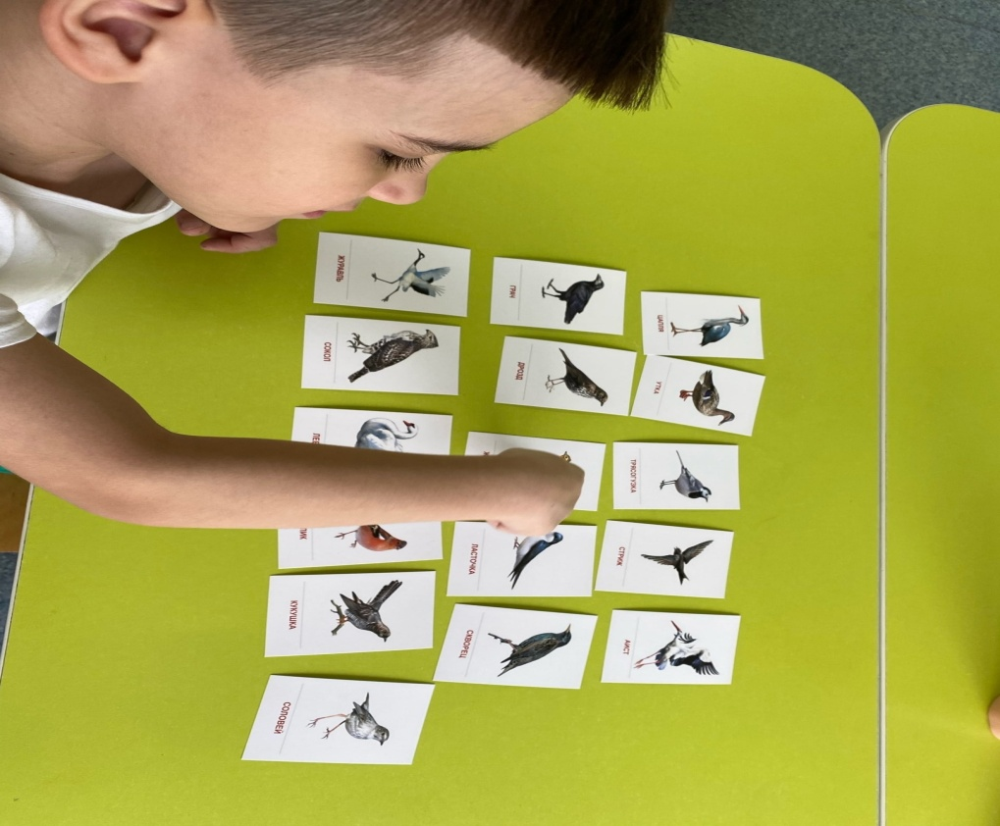 ЦАПЛЯ
УТКА
ТРЯСОГУЗКА
СТРИЖ
АИСТ
ГРАЧ
ДРОЗД
ЛАСТОЧКА
СКВОРЕЦ
ЖУРАВЛЬ
СОКОЛ
КУКУШКА
СОЛОВЕЙ